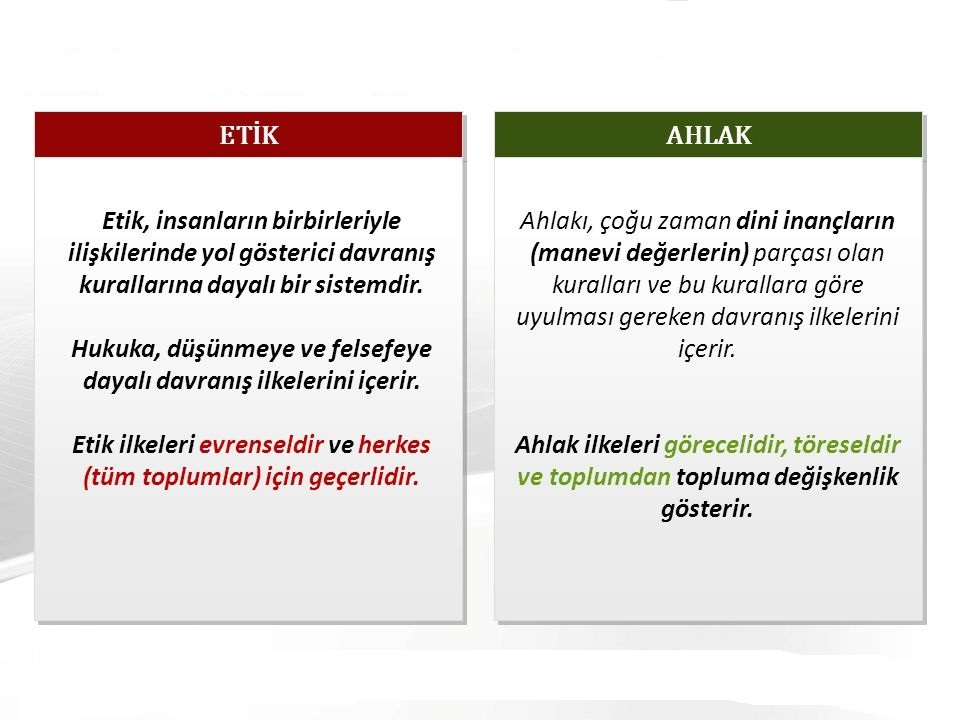 ETİK
Etik, insanların birbirleriyle
ilişkilerinde yol gösterici davranış
kurallarına dayalı bir sistemdir.
Hukuka, düşünmeye ve felsefeye
dayalı davranış ilkelerini içerir.
Etik ilkeleri evrenseldir ve herkes
(tüm toplumlar) için geçerlidir.
AHLAK
Ahlakı, çoğu zaman dini inançların
(manevi değerlerin) parçası olan
kuralları ve bu kurallara göre
uyulması gereken davranış ilkelerini
içerir.
Ahlak ilkeleri görecelidir, töreseldir
ve toplumdan topluma değişkenlik
gösterir.